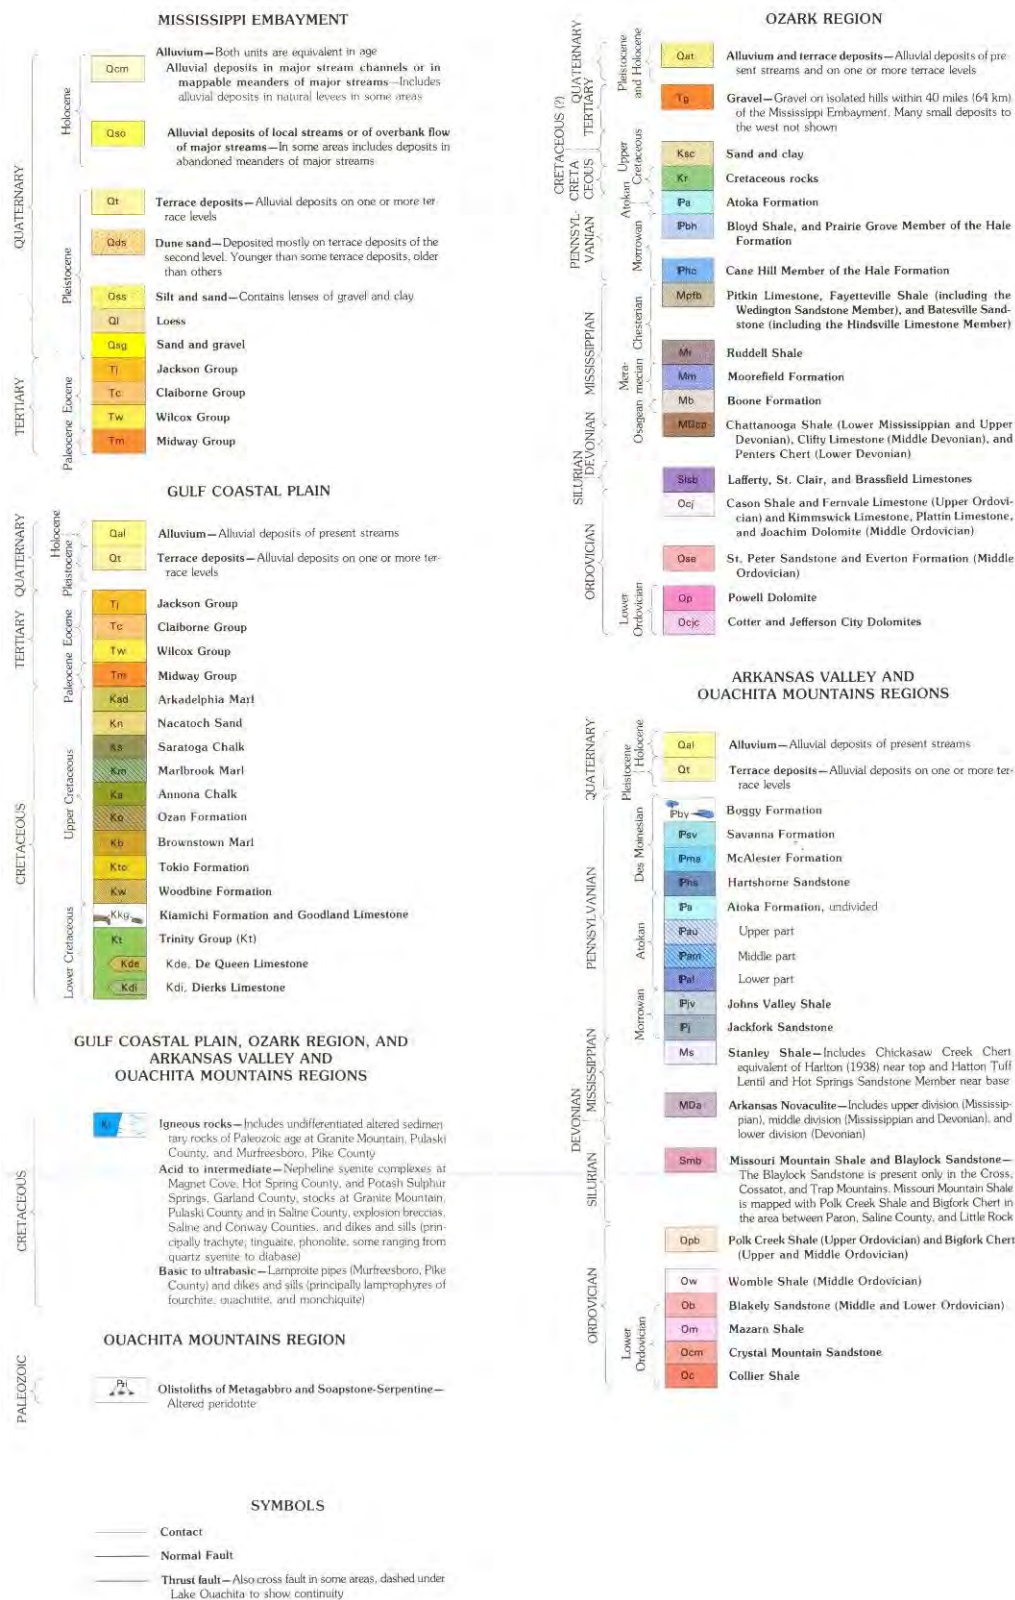 MISSISSIPPI EMBAYMENT
QUATERNARY
TERTIARY
Holocene
Pleistocene
Eocene
Paleocene
Alluvium—Both units are equivalent in age
Qcm
Alluvial deposits in major stream channels or in
mappable meanders of major streams—Includes
alluvial deposits in natural levees in some areas
Qso
Alluvial deposits of local streams or of overbank flow
of major streams—In some areas includes deposits in
abandoned meanders of major streams
Qt
Terrace deposits—Alluvial deposits on one or more ter-
race levels
Qds
Dune sand—Deposited mostly on terrace deposits of the
second level. Younger than some terrace deposits, older
than others
Qss
Silt and sand—Contains lenses of gravel and clay
Ql
Loess
Qsg
Sand and gravel
Tj
Jackson Group
Tc
Claiborne Group
Tw
Wilcox Group
Tm
Midway Group
GULF COASTAL PLAIN
QUATERNARY
TERTIARY
CRETACEOUS
Holocene
Pleistocene
Eocene
Paleocene
Upper Cretaceous
Lower Cretaceous
Qal
Alluvium—Alluvial deposits of present streams
Qt
Terrace deposits—Alluvial deposits on one or more ter-
race levels
Tj
Jackson Group
Tc
Claiborne Group
Tw
Wilcox Group
Tm
Midway Group
Kad
Arkadelphia Marl
Kn
Nacatoch Sand
Ks
Saratoga Chalk
Km
Marlbrook Marl
Ka
Annona Chalk
Ko
Ozan Formation
Kb
Brownstown Marl
Kto
Tokio Formation
Kw
Woodbine Formation
Kkg
Kiamichi Formation and Goodland Limestone
Kt
Trinity Group (Kt)
Kde
Kde, De Queen Limestone
Kdi
Kdi, Dierks Limestone
GULF COASTAL PLAIN, OZARK REGION, AND
ARKANSAS VALLEY AND
OUACHITA MOUNTAINS REGIONS
CRETACEOUS
Ki
Igneous rocks—Includes undifferentiated altered sedimen
tary rocks of Paleozoic age at Granite Mountain, Pulaski
County, and Murfreesboro, Pike County
Acid to intermediate—Nepheline syenite complexes at
Magnet Cove, Hot Spring County, and Potash Sulphur
Springs, Garland County, stocks at Granite Mountain,
Pulaski County and in Saline County, explosion breccias,
Saline and Conway Counties, and dikes and sills (prin-
cipally trachyte, tinguaite, phonolite, some ranging from
quartz syenite to diabase)
Basic to ultrabasic—Lamproite pipes (Murfreesboro, Pike
County) and dikes and sills (principally lamprophyres of
fourchite, ouachitite, and monchiquite)
OUACHITA MOUNTAINS REGION
PALEOZOIC
Pzi
Olistoliths of Metagabbro and Soapstone-Serpentine—
Altered peridotite
SYMBOLS
Contact
Normal Fault
Thrust fault—Also cross fault in some areas, dashed under
Lake Ouachita to show continuity
OZARK REGION
CRETACEOUS (?)
QUATERNARY
TERTIARY
CRETA
CEOUS
PENNSYL-
VANIAN
MISSISSIPPIAN
DEVONIAN
SILURIAN
ORDOVICIAN
Pleistocene
and Holocene
Upper
Cretaceous
Atokan
Morrowan
Chesterian
Mera-
mecian
Osagean
Lower
Ordovician
Qat
Alluvium and terrace deposits—Alluvial deposits of pre
sent streams and on one or more terrace levels
Tg
Gravel—Gravel on isolated hills within 40 miles (64 km)
of the Mississippi Embayment. Many small deposits to
the west not shown
Ksc
Sand and clay
Kr
Cretaceous rocks
IPa
Atoka Formation
IPbh
Bloyd Shale, and Prairie Grove Member of the Hale
Formation
IPhc
Cane Hill Member of the Hale Formation
Mpfb
Pitkin Limestone, Fayetteville Shale (including the
Wedington Sandstone Member), and Batesville Sand-
stone (including the Hindsville Limestone Member)
Mr
Ruddell Shale
Mm
Moorefield Formation
Mb
Boone Formation
MDcp
Chattanooga Shale (Lower Mississippian and Upper
Devonian), Clifty Limestone (Middle Devonian), and
Penters Chert (Lower Devonian)
Slsb
Lafferty, St. Clair, and Brassfield Limestones
Ocj
Cason Shale and Fernvale Limestone (Upper Ordovi-
cian) and Kimmswick Limestone, Plattin Limestone,
and Joachim Dolomite (Middle Ordovician)
Ose
St. Peter Sandstone and Everton Formation (Middle
Ordovician)
Op
Powell Dolomite
Ocjc
Cotter and Jefferson City Dolomites
ARKANSAS VALLEY AND
OUACHITA MOUNTAINS REGIONS
QUATERNARY
PENNSYLVANIAN
MISSISSIPPIAN
DEVONIAN
SILURIAN
ORDOVICIAN
Holocene
Pleistocene
Des Moinesian
Atokan
Morrowan
Lower
Ordovician
Qal
Alluvium—Alluvial deposits of present streams
Qt
Terrace deposits—Alluvial deposits on one or more ter-
race levels
IPby
Boggy Formation
IPsv
Savanna Formation
IPma
McAlester Formation
IPhs
Hartshorne Sandstone
IPa
Atoka Formation, undivided
IPau
Upper part
IPam
Middle part
IPal
Lower part
IPjv
Johns Valley Shale
IPj
Jackfork Sandstone
Ms
Stanley Shale—Includes Chickasaw Creek Chert
equivalent of Harlton (1938) near top and Hatton Tuff
Lentil and Hot Springs Sandstone Member near base
MDa
Arkansas Novaculite—Includes upper division (Mississip-
pian), middle division (Mississippian and Devonian), and
lower division (Devonian)
Smb
Missouri Mountain Shale and Blaylock Sandstone—
The Blaylock Sandstone is present only in the Cross,
Cossatot, and Trap Mountains. Missouri Mountain Shale
is mapped with Polk Creek Shale and Bigfork Chert in
the area between Paron, Saline County, and Little Rock
Opb
Polk Creek Shale (Upper Ordovician) and Bigfork Chert
(Upper and Middle Ordovician)
Ow
Womble Shale (Middle Ordovician)
Ob
Blakely Sandstone (Middle and Lower Ordovician)
Om
Mazarn Shale
Ocm
Crystal Mountain Sandstone
Oc
Collier Shale